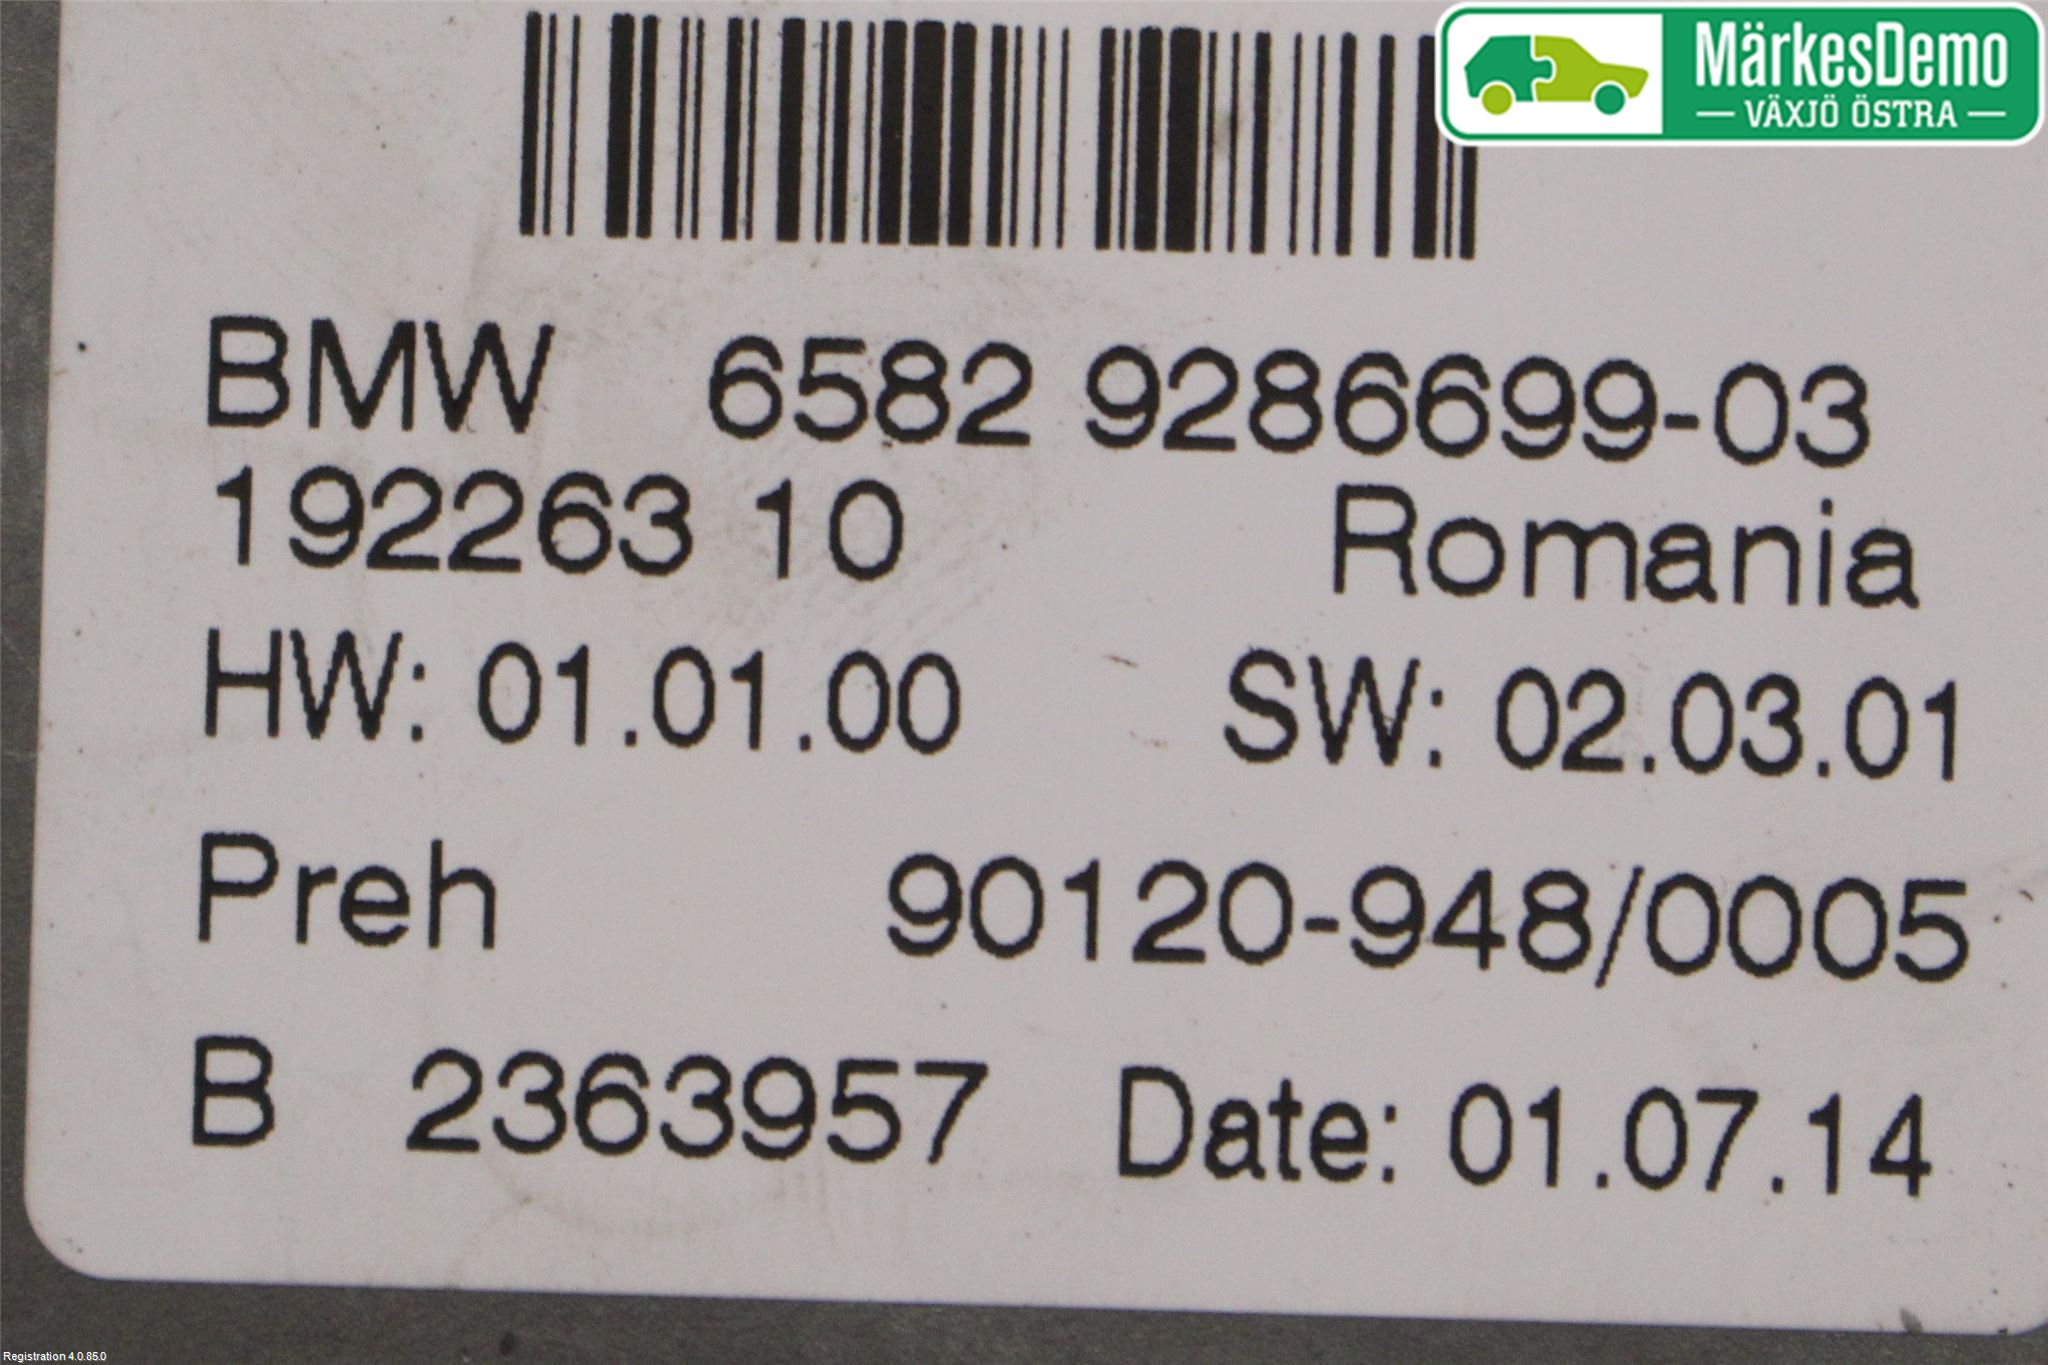 MärkesDemo
VÄXJÖ ÖSTRA
BMW 6582 9286699-03
192263 10 Romania
HW: 01.01.00 SW: 02.03.01
Preh 90120-948/0005
B 2363957 Date: 01.07.14
Registration 4.0.85.0